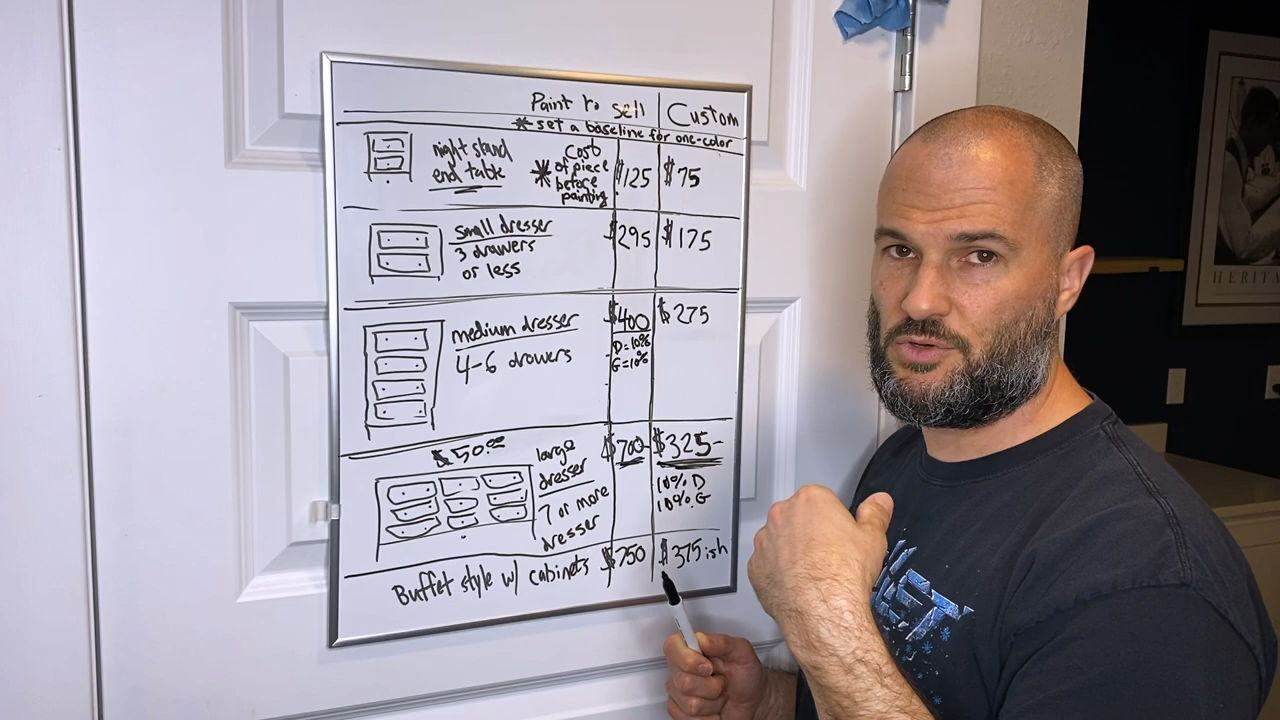 Paint to sell
Custom
* set a baseline for one-color
night stand
end table
* Cost
of piece
before
painting
$125
$75
small dresser
3 drawers
or less
$295
$175
medium dresser
4-6 drawers
$400
D=10%
G=10%
$275
$50.00
large
dresser
7 or more
dresser
$700-
$325-
10% D
10% G
Buffet style w/ cabinets
$750
$375ish
HERITA